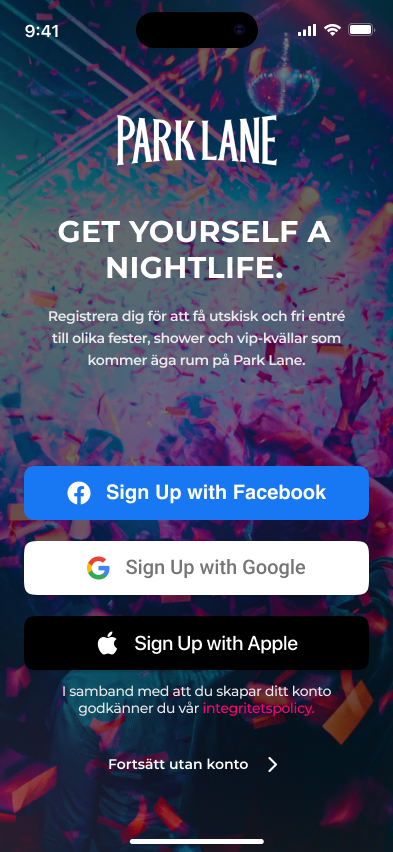 9:41
PARK LANE
GET YOURSELF A
NIGHTLIFE.
Registrera dig för att få utskisk och fri entré
till olika fester, shower och vip-kvällar som
kommer äga rum på Park Lane.
Sign Up with Facebook
Sign Up with Google
Sign Up with Apple
I samband med att du skapar ditt konto
godkänner du vår integritetspolicy.
Fortsätt utan konto